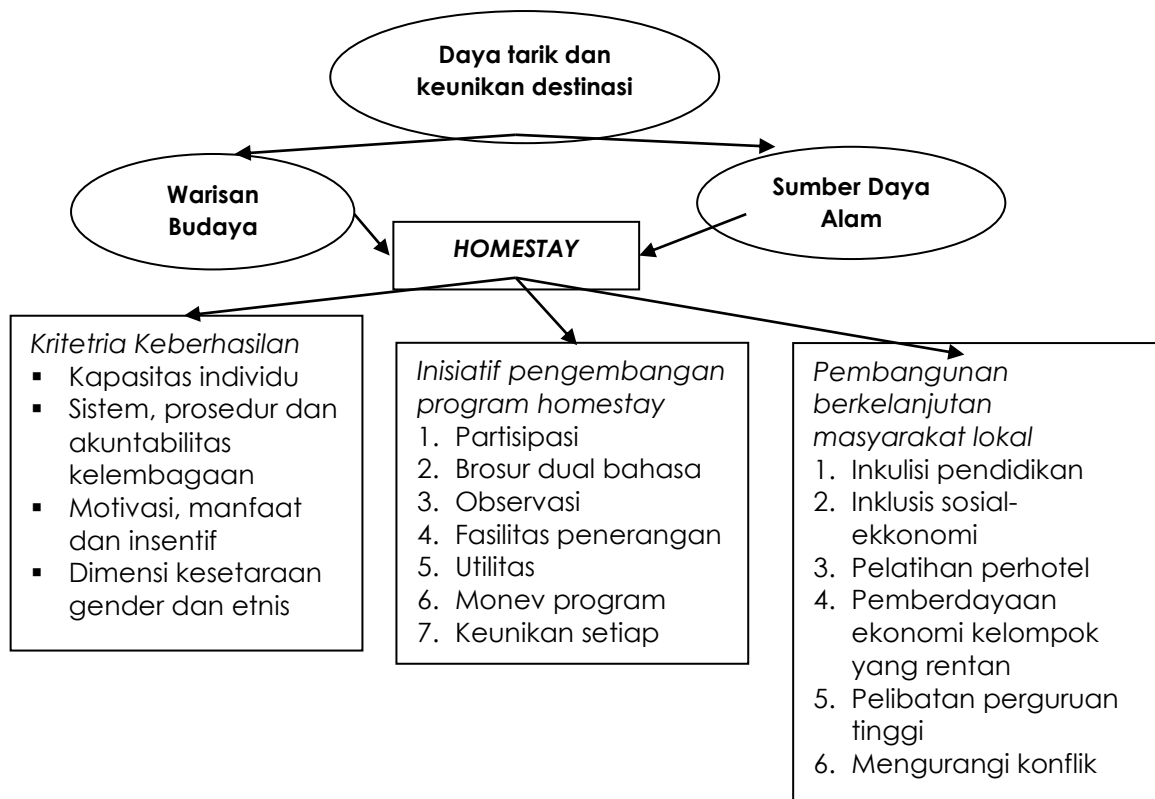 Daya tarik dan
keunikan destinasi
Warisan
Budaya
Sumber Daya
Alam
HOMESTAY
Kritetria Keberhasilan
▪ Kapasitas individu
▪ Sistem, prosedur dan
akuntabilitas
kelembagaan
▪ Motivasi, manfaat
dan insentif
▪ Dimensi kesetaraan
gender dan etnis
Inisiatif pengembangan
program homestay
1. Partisipasi
2. Brosur dual bahasa
3. Observasi
4. Fasilitas penerangan
5. Utilitas
6. Monev program
7. Keunikan setiap
Pembangunan
berkelanjutan
masyarakat lokal
1. Inkulisi pendidikan
2. Inklusis sosial-
ekkonomi
3. Pelatihan perhotel
4. Pemberdayaan
ekonomi kelompok
yang rentan
5. Pelibatan perguruan
tinggi
6. Mengurangi konflik